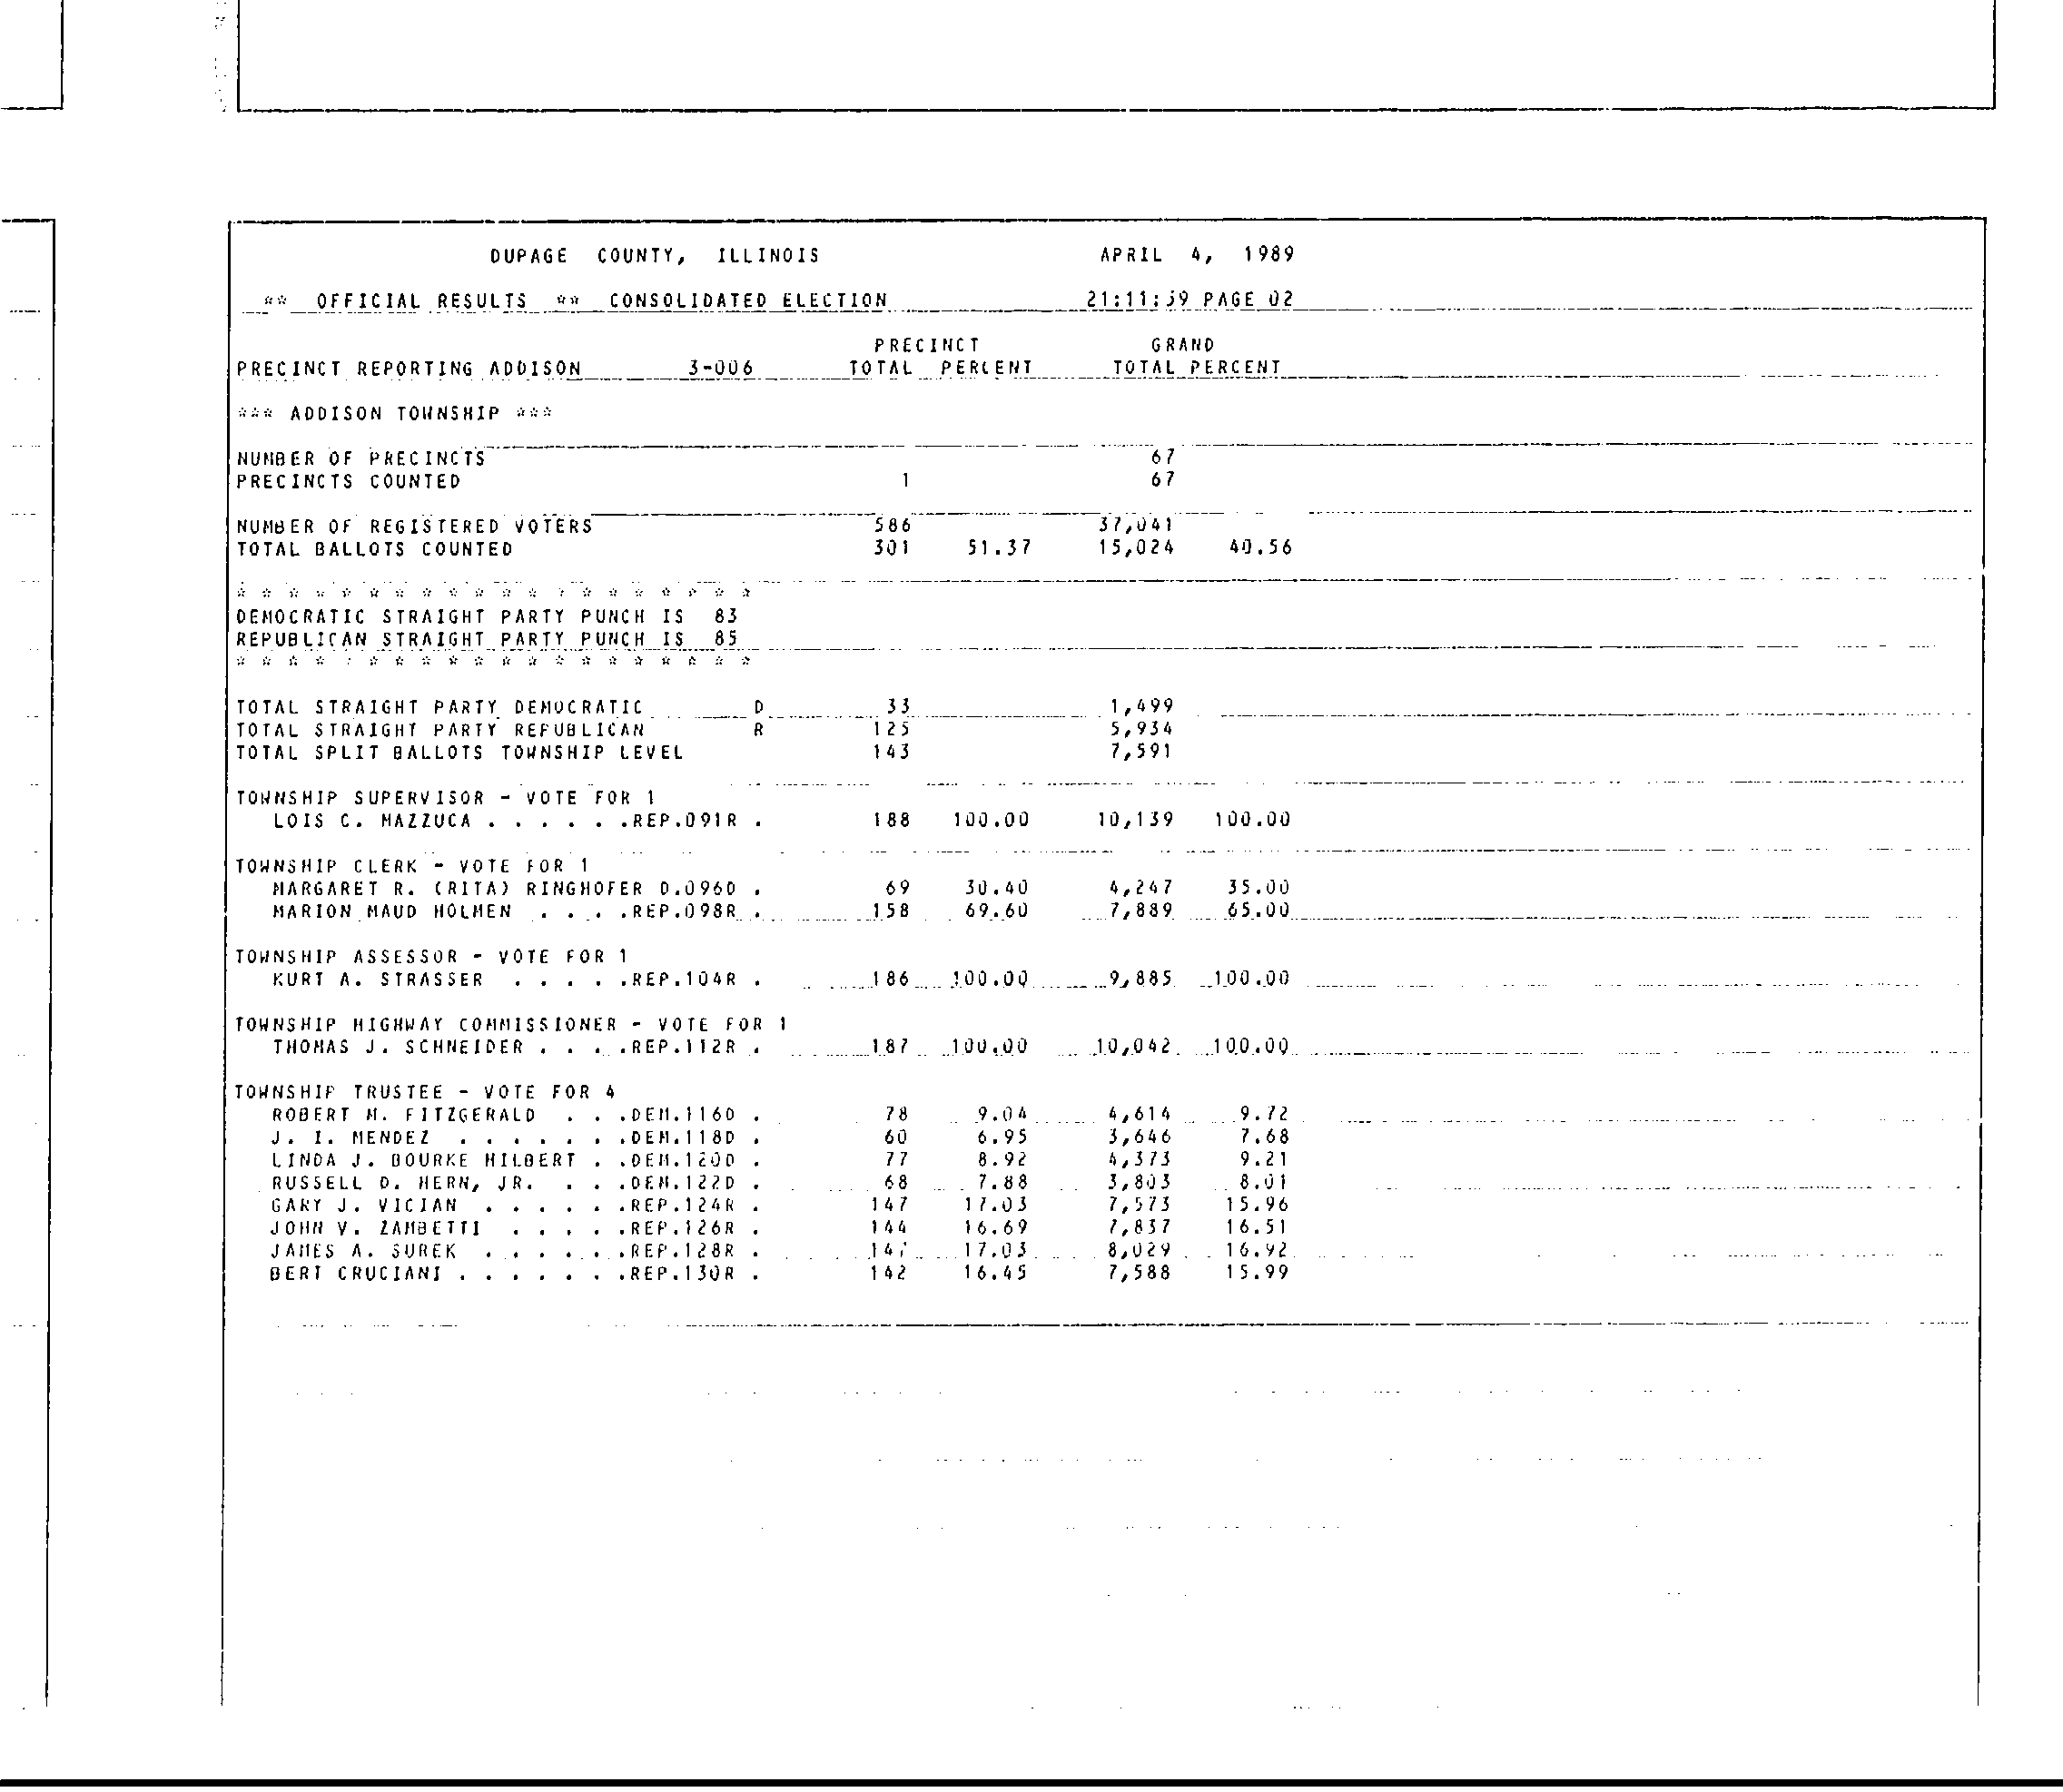 DUPAGE COUNTY, ILLINOIS APRIL 4, 1989
** OFFICIAL RESULTS ** CONSOLIDATED ELECTION 21:11:59 PAGE 02
PRECINCT GRAND
PRECINCT REPORTING ADDISON 3-006 TOTAL PERCENT TOTAL PERCENT
*** ADDISON TOWNSHIP ***
NUMBER OF PRECINCTS 67
PRECINCTS COUNTED 1 67
NUMBER OF REGISTERED VOTERS 586 37,041
TOTAL BALLOTS COUNTED 301 51.37 15,024 40.56
* * * * * * * * * * * * * * * * * * * *
DEMOCRATIC STRAIGHT PARTY PUNCH IS 83
REPUBLICAN STRAIGHT PARTY PUNCH IS 85
* * * * * * * * * * * * * * * * * * * *
TOTAL STRAIGHT PARTY DEMOCRATIC D 33 1,499
TOTAL STRAIGHT PARTY REPUBLICAN R 125 5,934
TOTAL SPLIT BALLOTS TOWNSHIP LEVEL 143 7,591
TOWNSHIP SUPERVISOR - VOTE FOR 1
LOIS C. MAZZUCA . . . . . .REP.091R . 188 100.00 10,139 100.00
TOWNSHIP CLERK - VOTE FOR 1
MARGARET R. (RITA) RINGHOFER D.096D . 69 30.40 4,247 35.00
MARION MAUD HOLMEN . . . .REP.098R . 158 69.60 7,889 65.00
TOWNSHIP ASSESSOR - VOTE FOR 1
KURT A. STRASSER . . . . .REP.104R . 186 100.00 9,885 100.00
TOWNSHIP HIGHWAY COMMISSIONER - VOTE FOR 1
THOMAS J. SCHNEIDER . . . .REP.112R . 187 100.00 10,042 100.00
TOWNSHIP TRUSTEE - VOTE FOR 4
ROBERT M. FITZGERALD . . .DEM.116D . 78 9.04 4,614 9.72
J. I. MENDEZ . . . . . . .DEM.118D . 60 6.95 3,646 7.68
LINDA J. BOURKE HILBERT . .DEM.120D . 77 8.92 4,373 9.21
RUSSELL D. HERN, JR. . . .DEM.122D . 68 7.88 3,803 8.01
GARY J. VICIAN . . . . . .REP.124R . 147 17.03 7,573 15.96
JOHN V. ZAMBETTI . . . . .REP.126R . 144 16.69 7,837 16.51
JAMES A. SUREK . . . . . .REP.128R . 147 17.03 8,029 16.92
BERT CRUCIANI . . . . . . .REP.130R . 142 16.45 7,588 15.99